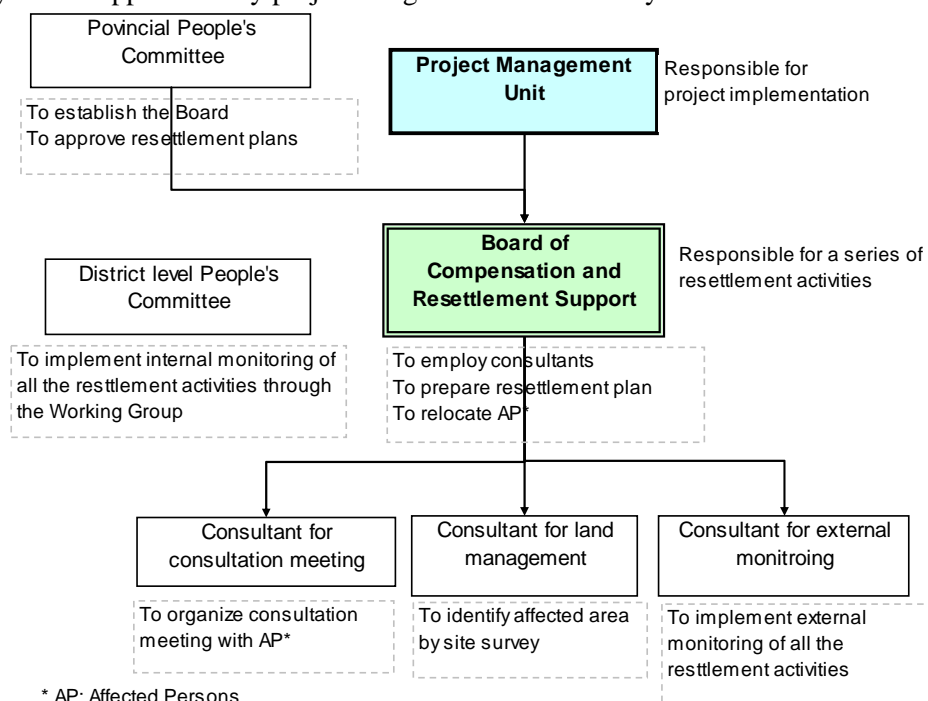 Povincial People's
Committee
To establish the Board
To approve resettlement plans
Project Management
Unit
Responsible for
project implementation
Board of
Compensation and
Resettlement Support
Responsible for a series of
resettlement activities
District level People's
Committee
To implement internal monitoring of
all the resttlement activities through
the Working Group
To employ consultants
To prepare resettlement plan
To relocate AP*
Consultant for
consultation meeting
Consultant for land
management
Consultant for external
monitroing
To organize consultation
meeting with AP*
To identify affected area
by site survey
To implement external
monitoring of all the
resttlement activities
* AP: Affected Persons